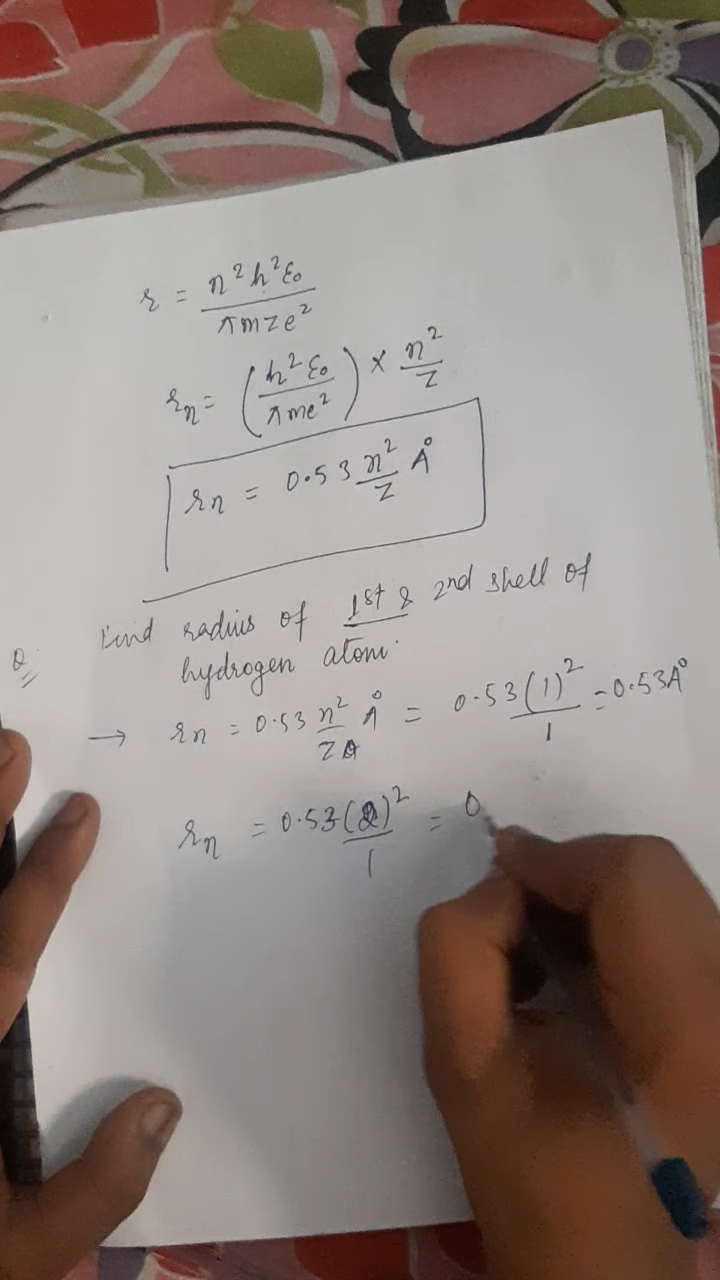 r = n²h²ε₀ / πmze²
rn = (h²ε₀ / πme²) × n²/z
rn = 0.53 n²/z Å
Q. Find radius of 1st & 2nd shell of
hydrogen atom.
→ rn = 0.53 n²/z Å = 0.53(1)²/1 = 0.53Å
rn = 0.53(2)²/1 = 0